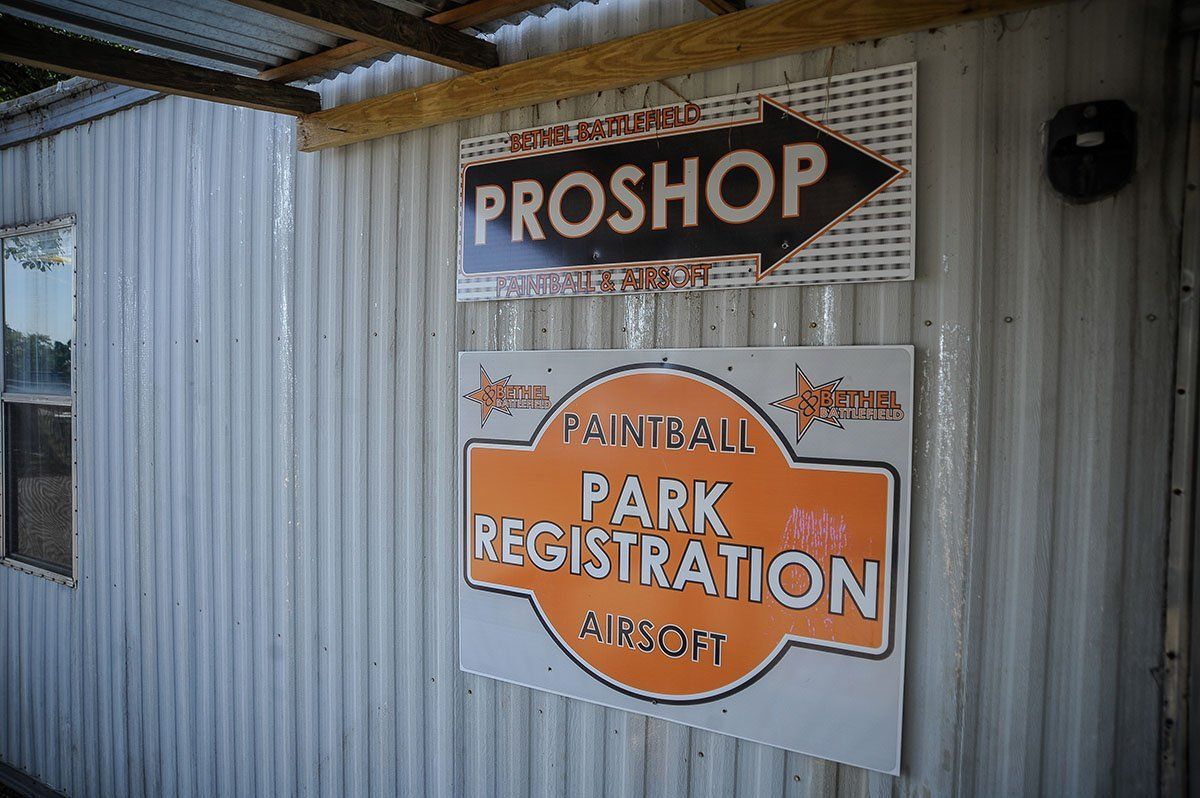 BETHEL BATTLEFIELD
PROSHOP
PAINTBALL & AIRSOFT
BETHEL
BATTLEFIELD
BETHEL
BATTLEFIELD
PAINTBALL
PARK
REGISTRATION
AIRSOFT